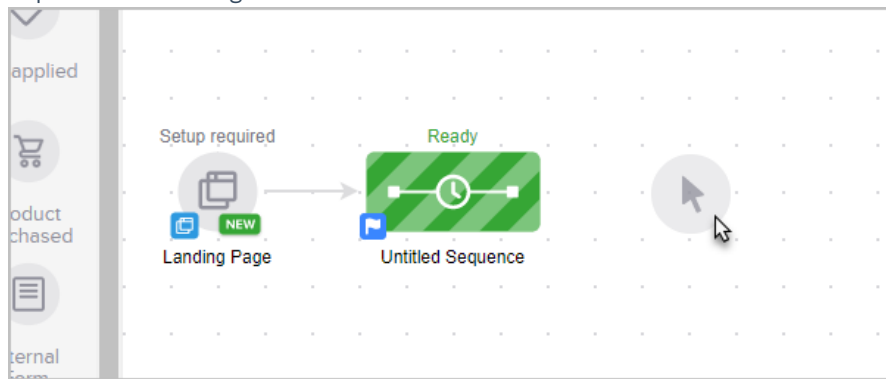 applied
Setup required
Ready
NEW
oduct
chased
Landing Page
Untitled Sequence
ternal